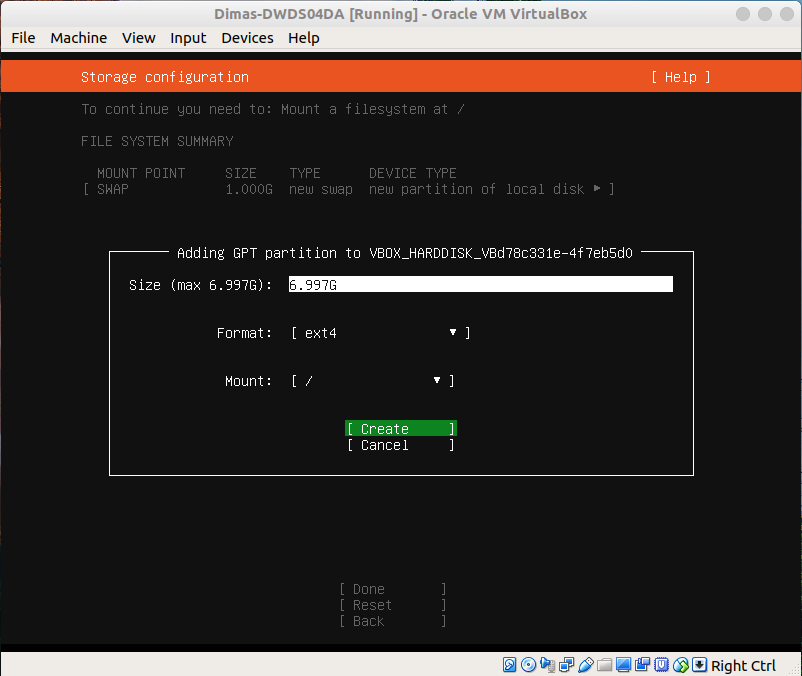 Dimas-DWDS04DA [Running] - Oracle VM VirtualBox
File Machine View Input Devices Help
Storage configuration [ Help ]
To continue you need to: Mount a filesystem at /
FILE SYSTEM SUMMARY
MOUNT POINT SIZE TYPE DEVICE TYPE
[ SWAP 1.000G new swap new partition of local disk ▸ ]
Adding GPT partition to VBOX_HARDDISK_VBd78c331e-4f7eb5d0
Size (max 6.997G): 6.997G
Format: [ ext4 ▾ ]
Mount: [ / ▾ ]
[ Create ]
[ Cancel ]
[ Done ]
[ Reset ]
[ Back ]
Right Ctrl